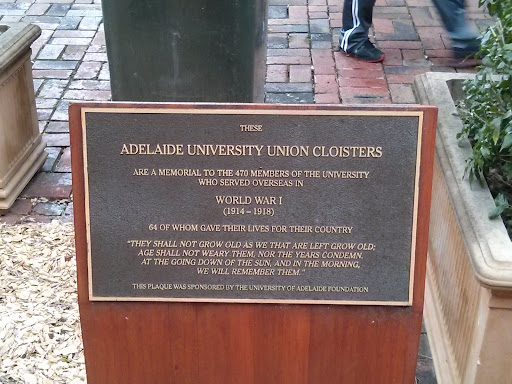 THESE
ADELAIDE UNIVERSITY UNION CLOISTERS
ARE A MEMORIAL TO THE 470 MEMBERS OF THE UNIVERSITY
WHO SERVED OVERSEAS IN
WORLD WAR I
(1914 – 1918)
64 OF WHOM GAVE THEIR LIVES FOR THEIR COUNTRY
"THEY SHALL NOT GROW OLD AS WE THAT ARE LEFT GROW OLD;
AGE SHALL NOT WEARY THEM, NOR THE YEARS CONDEMN.
AT THE GOING DOWN OF THE SUN, AND IN THE MORNING,
WE WILL REMEMBER THEM."
THIS PLAQUE WAS SPONSORED BY THE UNIVERSITY OF ADELAIDE FOUNDATION